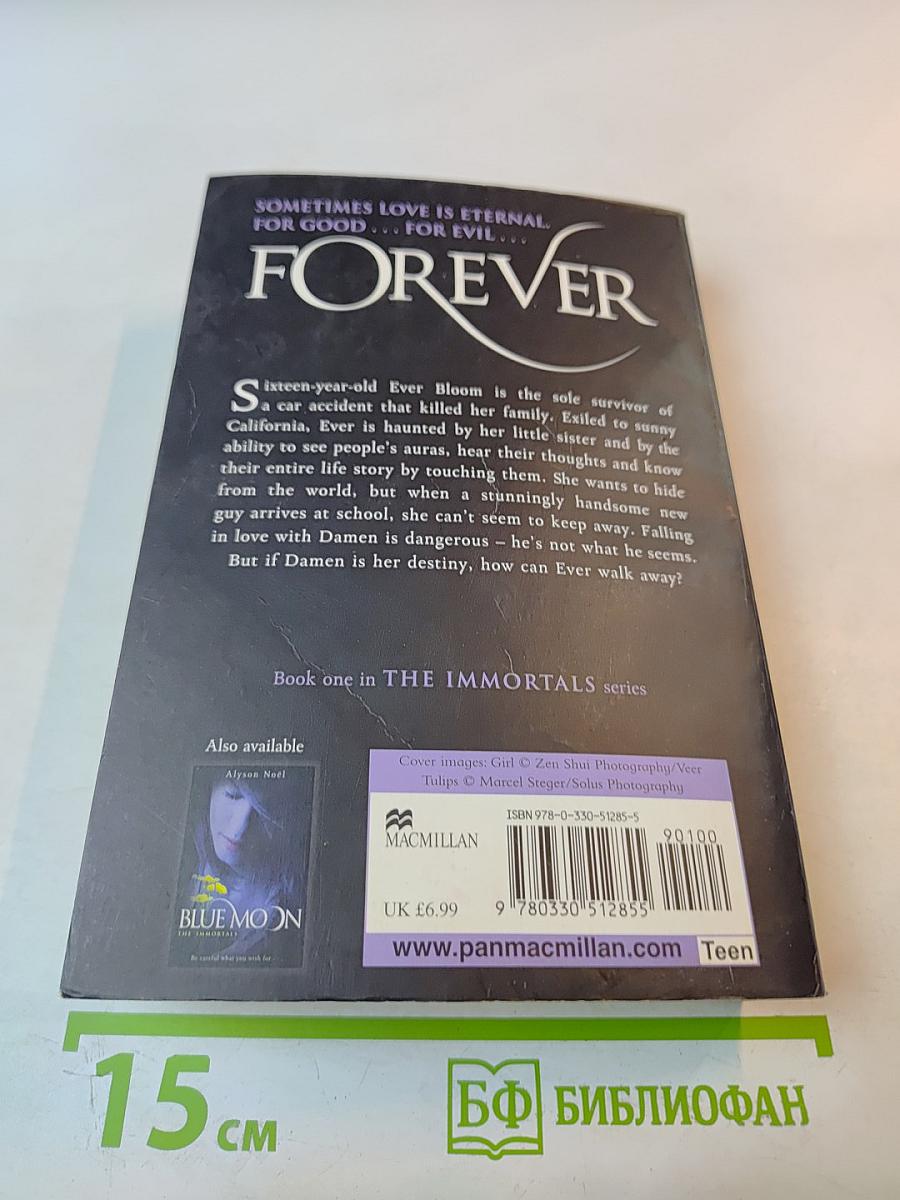 SOMETIMES LOVE IS ETERNAL.
FOR GOOD ... FOR EVIL ...
FOREVER
Sixteen-year-old Ever Bloom is the sole survivor of
a car accident that killed her family. Exiled to sunny
California, Ever is haunted by her little sister and by the
ability to see people's auras, hear their thoughts and know
their entire life story by touching them. She wants to hide
from the world, but when a stunningly handsome new
guy arrives at school, she can't seem to keep away. Falling
in love with Damen is dangerous – he's not what he seems.
But if Damen is her destiny, how can Ever walk away?
Book one in THE IMMORTALS series
Also available
Alyson Noël
BLUE MOON
THE IMMORTALS
Be careful what you wish for
Cover images: Girl © Zen Shui Photography/Veer
Tulips © Marcel Steger/Solus Photography
MACMILLAN
UK £6.99
ISBN 978-0-330-51285-5
90100
9 780330 512855
www.panmacmillan.com
Teen
15 см
БФ БИБЛИОФАН